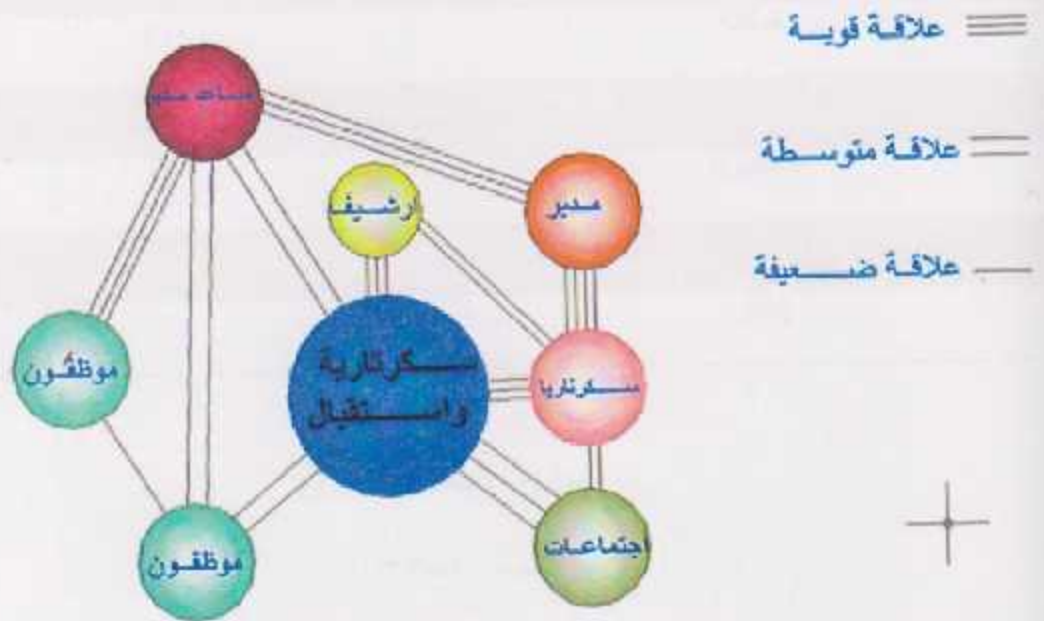 علاقة قوية
علاقة متوسطة
علاقة ضعيفة
مدير
ارشيف
موظفون
سكرتارية
واستقبال
سكرتاريا
اجتماعات
موظفون